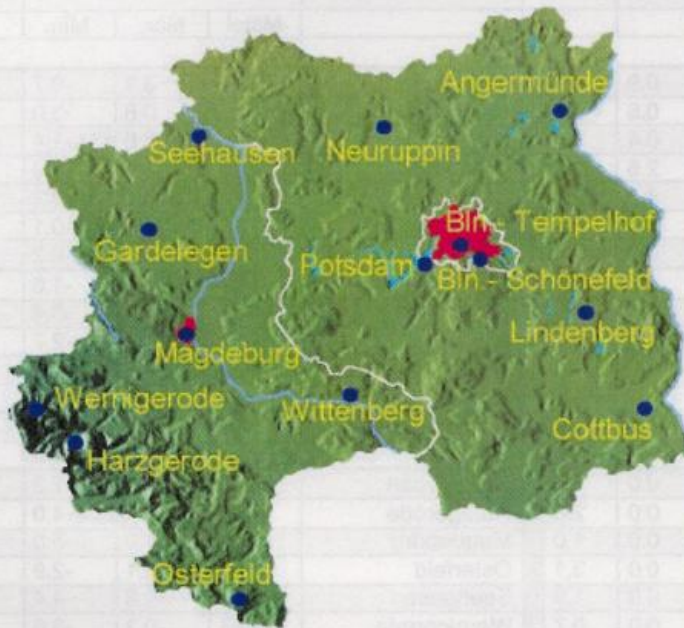 Angermünde
Seehausen
Neuruppin
Bln - Tempelhof
Gardelegen
Potsdam
Bln - Schönefeld
Lindenberg
Magdeburg
Wernigerode
Wittenberg
Cottbus
Harzgerode
Osterfeld